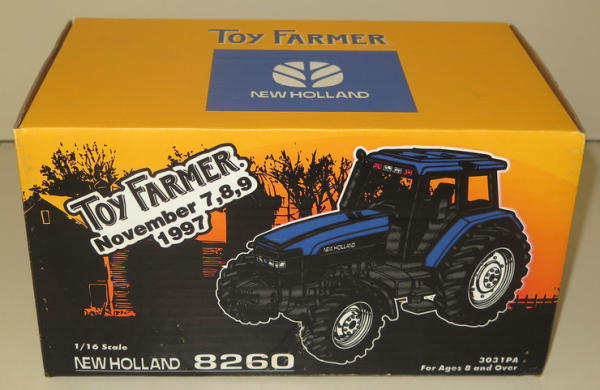 TOY FARMER
NEW HOLLAND
TOY FARMER
November 7,8,9
1997
NEW HOLLAND
1/16 Scale
NEW HOLLAND 8260
3031PA
For Ages 8 and Over